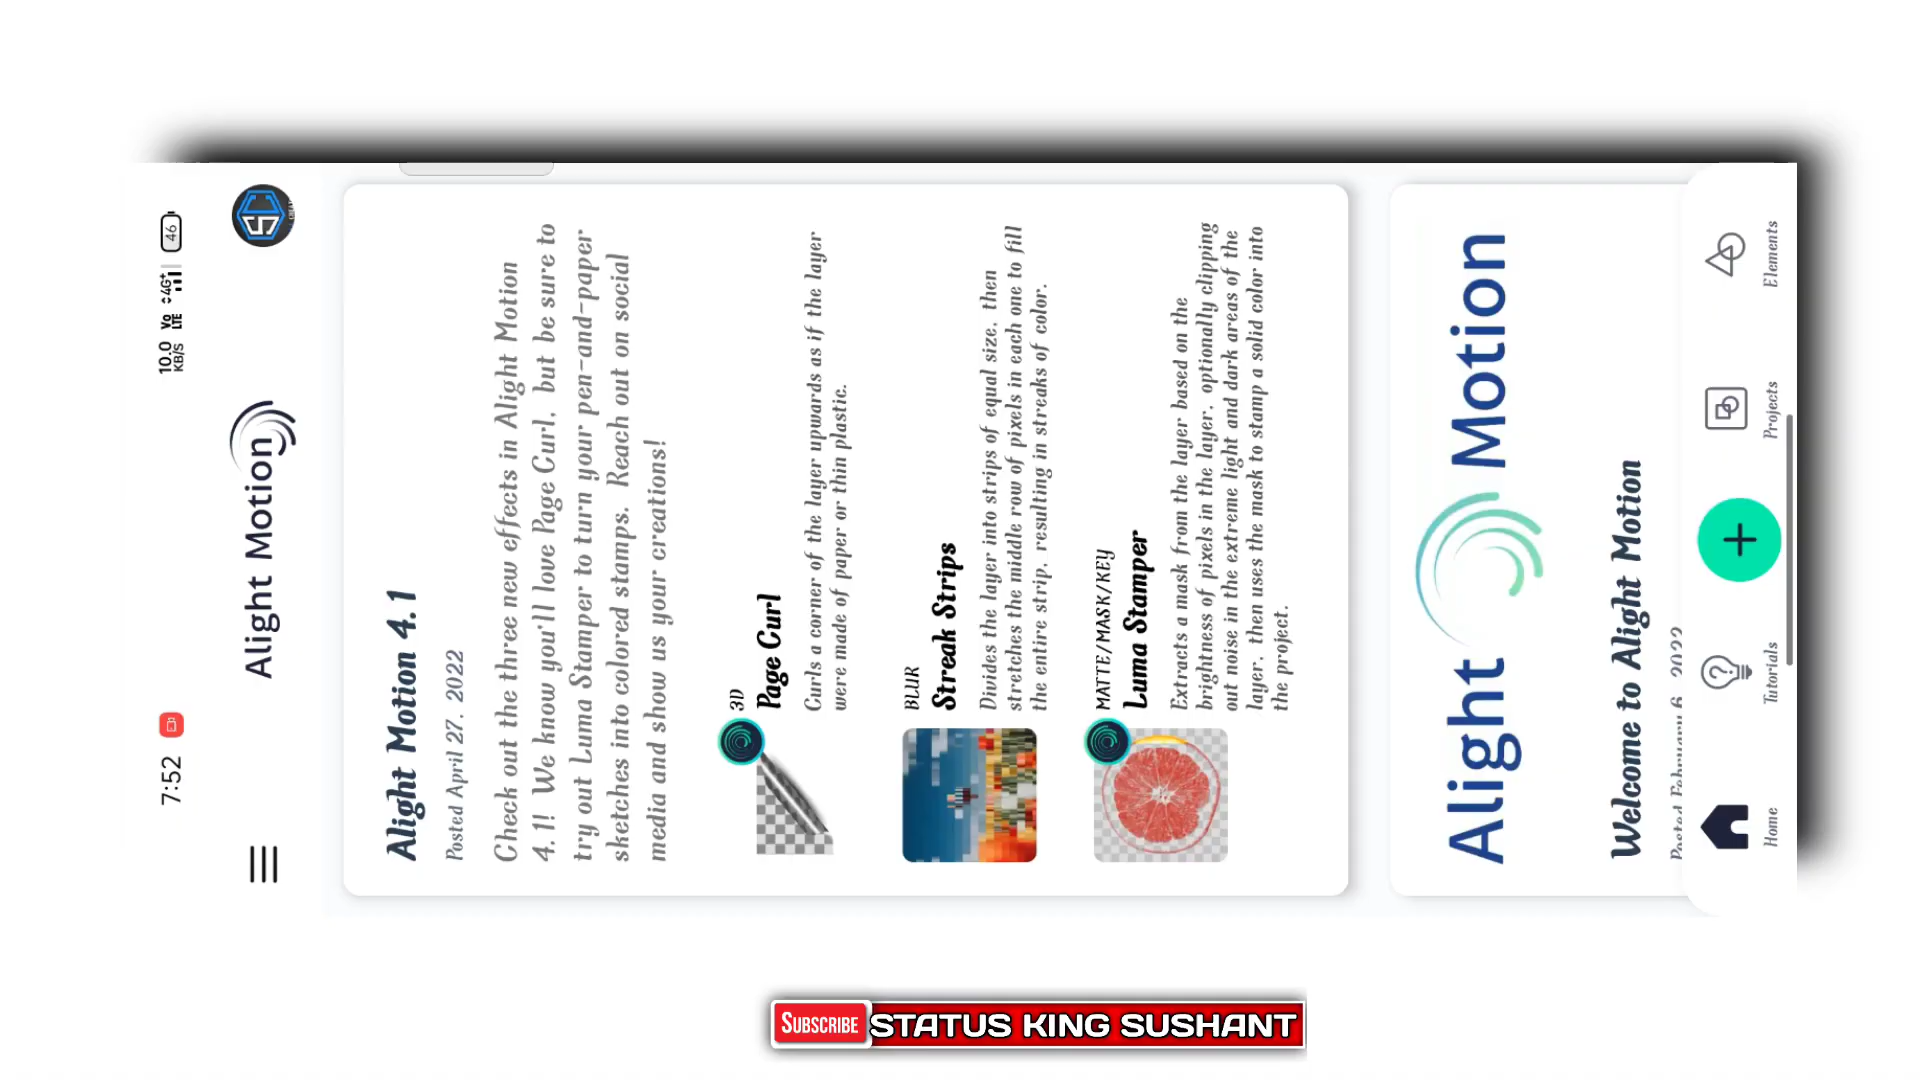 7:52
10.0 KB/S
Vo LTE
4G+
46
Alight Motion
Alight Motion 4.1
Posted April 27, 2022
Check out the three new effects in Alight Motion
4.1! We know you'll love Page Curl, but be sure to
try out Luma Stamper to turn your pen-and-paper
sketches into colored stamps. Reach out on social
media and show us your creations!
3D
Page Curl
Curls a corner of the layer upwards as if the layer
were made of paper or thin plastic.
BLUR
Streak Strips
Divides the layer into strips of equal size, then
stretches the middle row of pixels in each one to fill
the entire strip, resulting in streaks of color.
MATTE/MASK/KEY
Luma Stamper
Extracts a mask from the layer based on the
brightness of pixels in the layer, optionally clipping
out noise in the extreme light and dark areas of the
layer, then uses the mask to stamp a solid color into
the project.
Alight Motion
Welcome to Alight Motion
Posted February 6, 2022
Home
Tutorials
Projects
Elements
SUBSCRIBE
STATUS KING SUSHANT